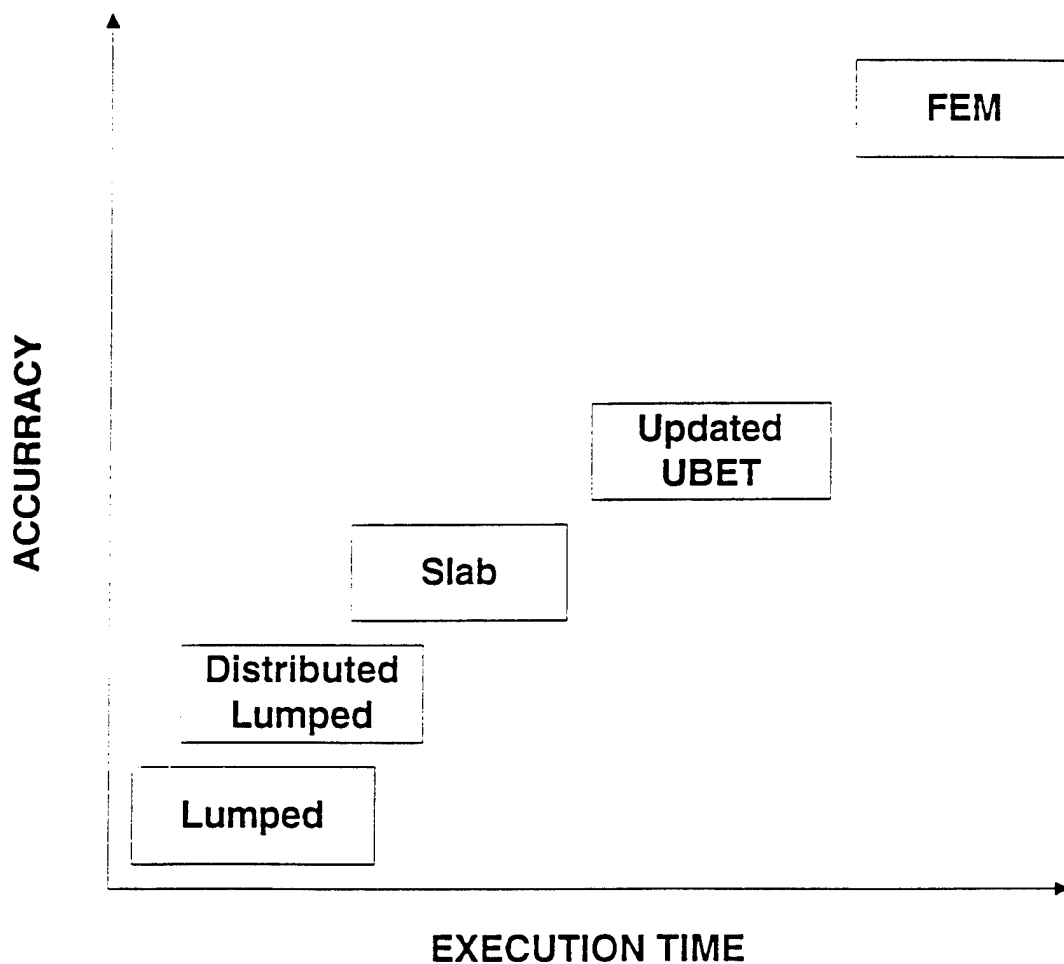 FEM
ACCURRACY
Updated
UBET
Slab
Distributed
Lumped
Lumped
EXECUTION TIME